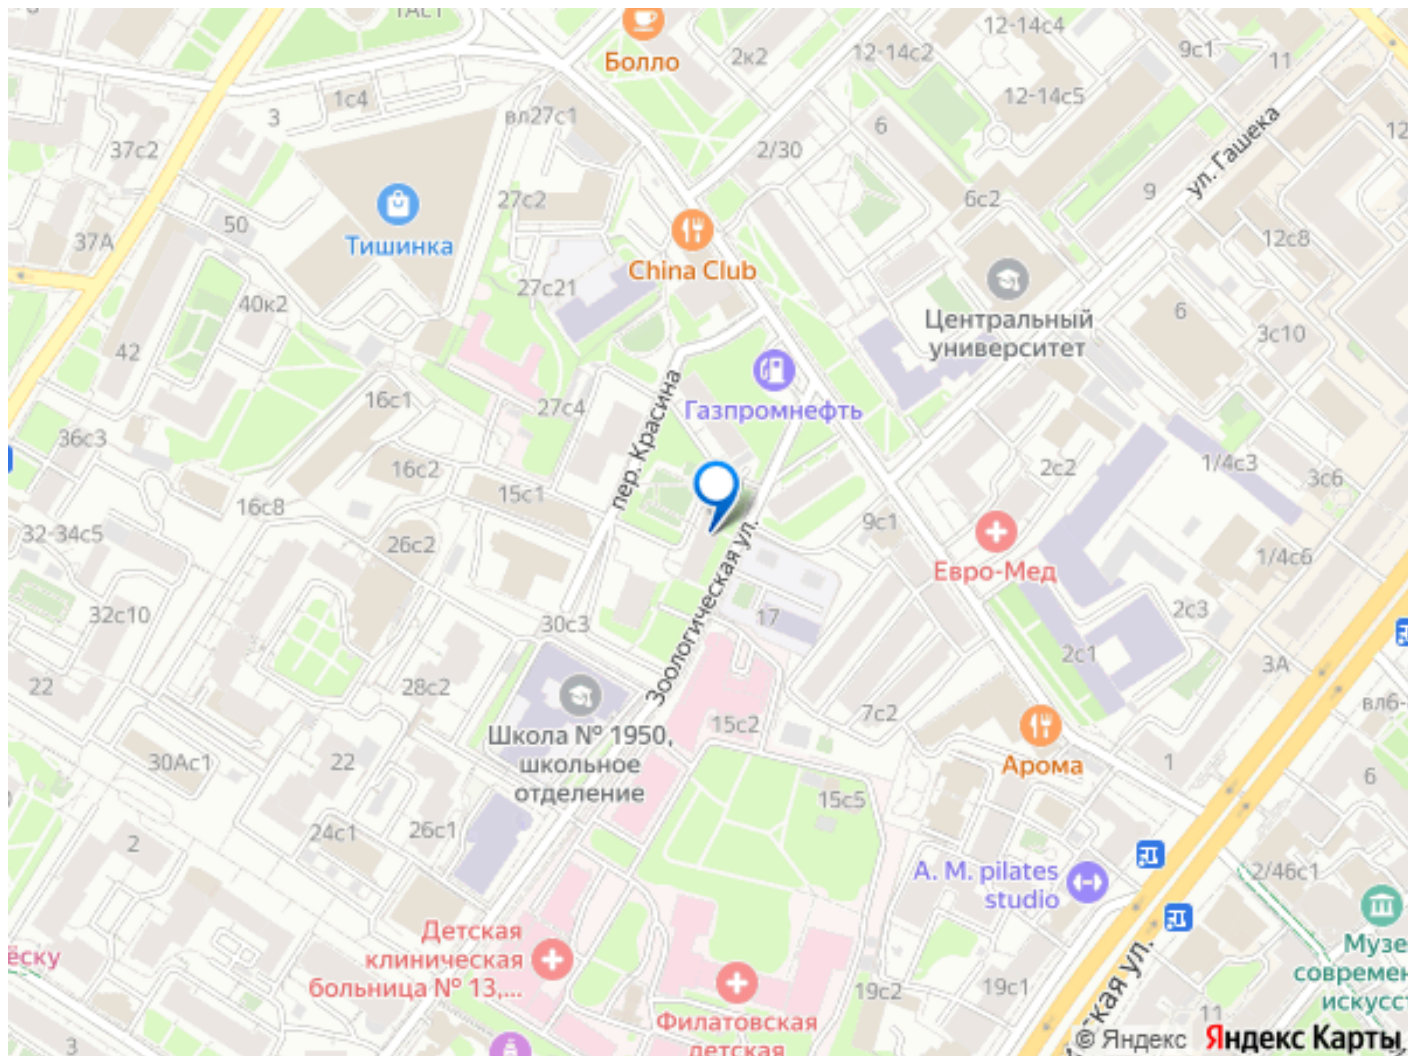 1АС1
12-14с4
Болло
2к2
12-14с2
9с1
11
12-14с5
1с4
3
вл27с1
6
ул. Гашека
37с2
2/30
9
12
27с2
6с2
50
37А
Тишинка
China Club
12с8
27с21
40к2
Центральный
университет
6
3с10
42
16с1
27с4
пер. Красина
Газпромнефть
36с3
16с2
15с1
2с2
1/4с3
3с6
16с8
32-34с5
26с2
9с1
Евро-Мед
1/4с6
32с10
30с3
Зоологическая ул.
17
2с3
2с1
3А
22
28с2
вл6-
Школа № 1950,
школьное
отделение
15с2
7с2
Арома
30Ас1
22
1
6
15с5
2
24с1
26с1
A. M. pilates
studio
2/46с1
Детская
клиническая
больница № 13,...
ёску
Музе
современ
искусст
19с2
19с1
11
ская ул.
Филатовская
детская
3
© Яндекс Яндекс Карты